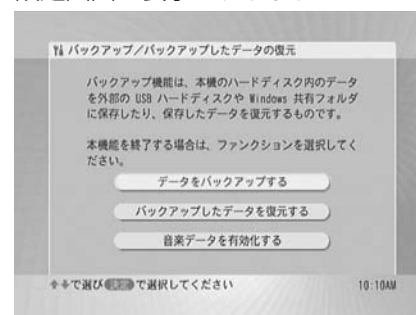 バックアップ/バックアップしたデータの復元
バックアップ機能は、本機のハードディスク内のデータ
を外部の USB ハードディスクや Windows 共有フォルダ
に保存したり、保存したデータを復元するものです。
本機能を終了する場合は、ファンクションを選択してく
ださい。
データをバックアップする
バックアップしたデータを復元する
音楽データを有効化する
で選び 決定 で選択してください
10:10AM